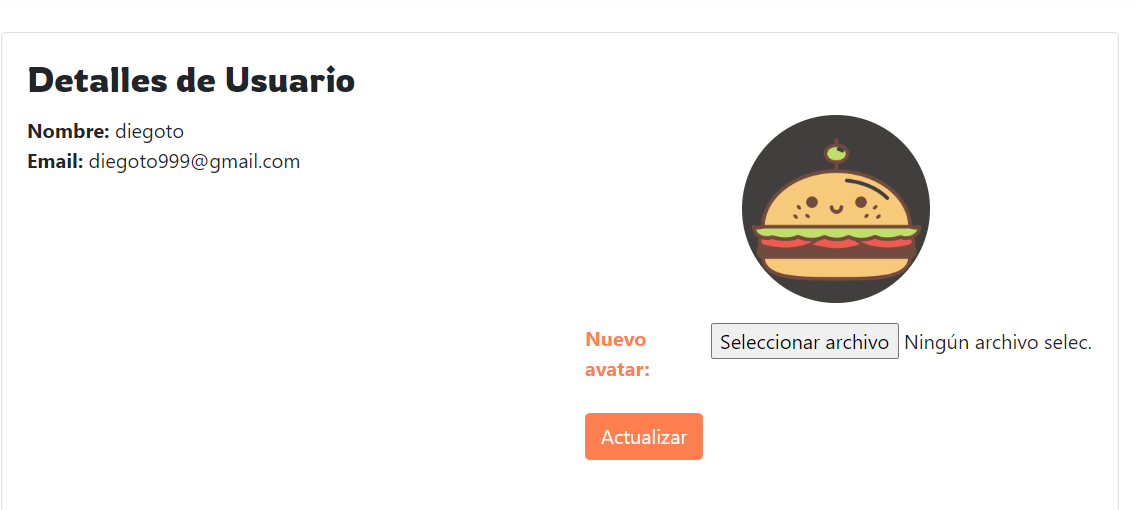 Detalles de Usuario
Nombre: diegoto
Email: diegoto999@gmail.com
Nuevo
avatar:
Seleccionar archivo Ningún archivo selec.
Actualizar